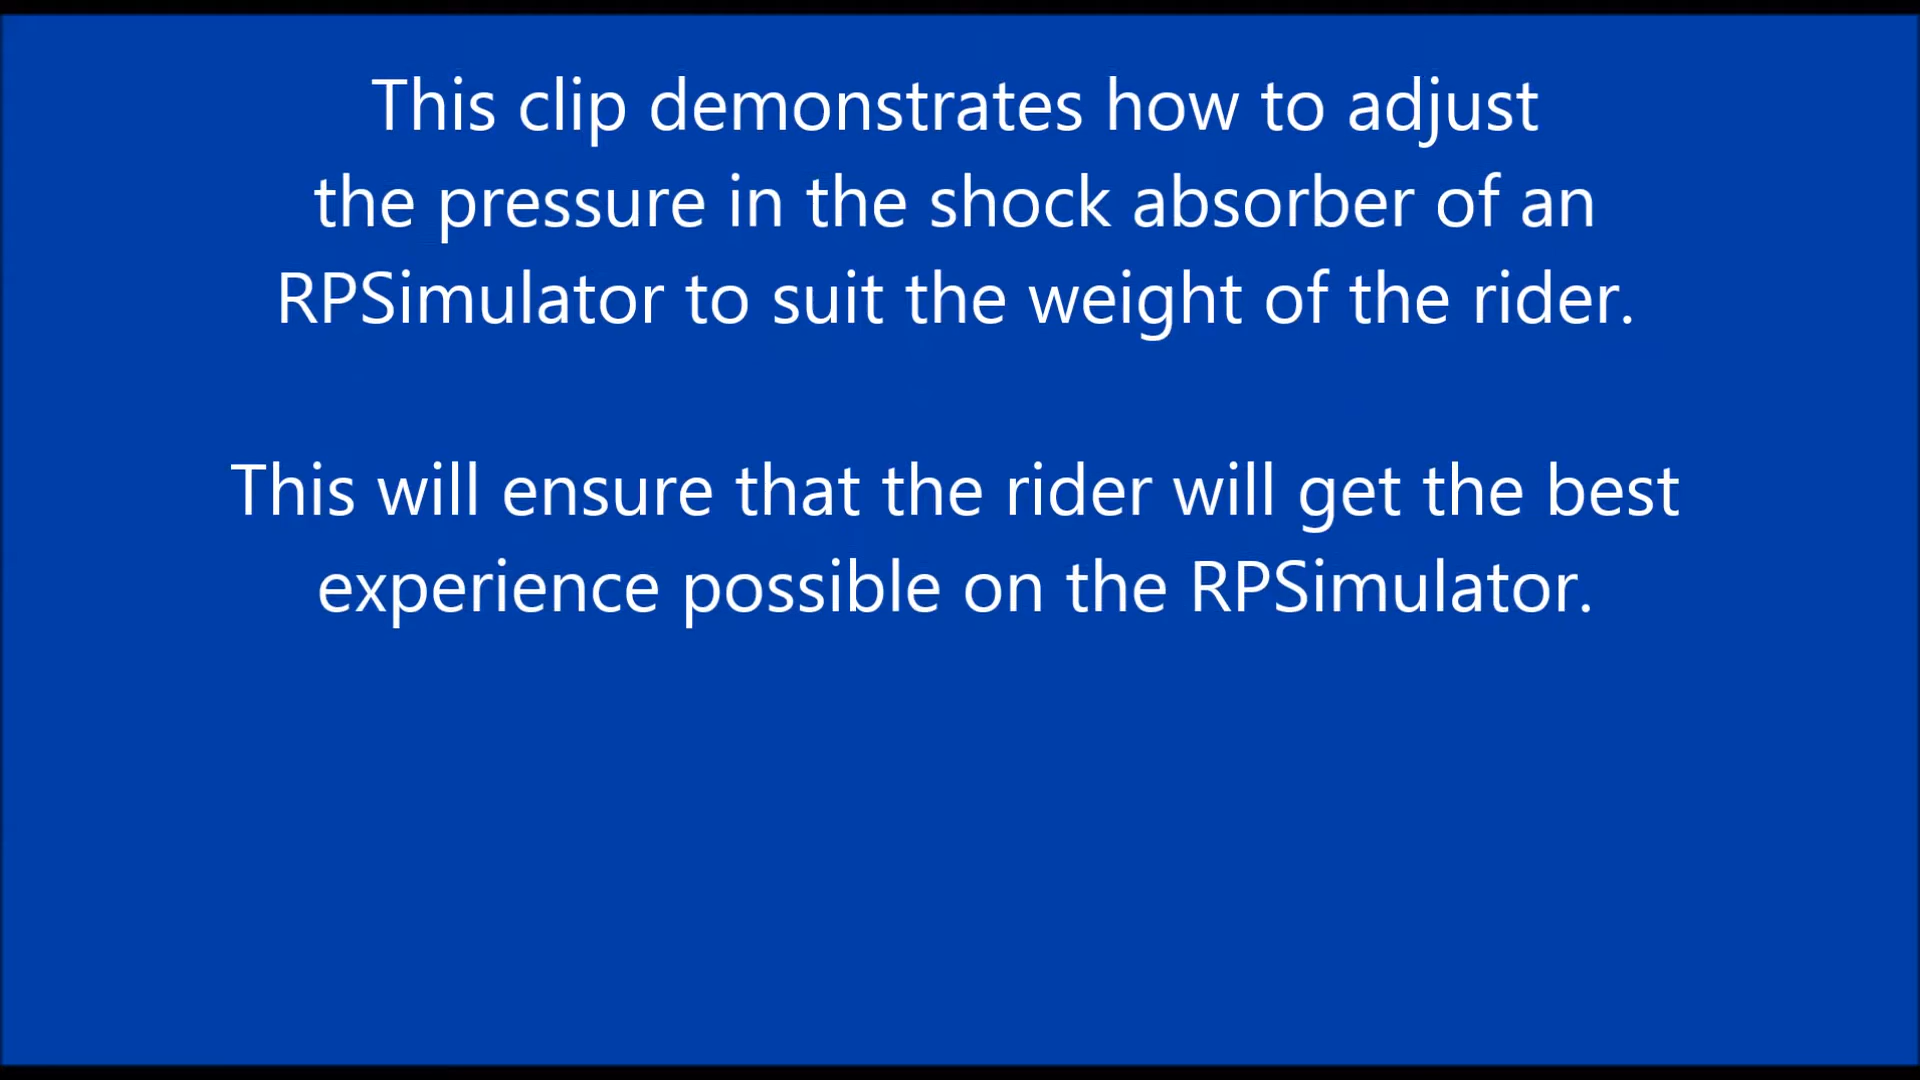 This clip demonstrates how to adjust
the pressure in the shock absorber of an
RPSimulator to suit the weight of the rider.
This will ensure that the rider will get the best
experience possible on the RPSimulator.